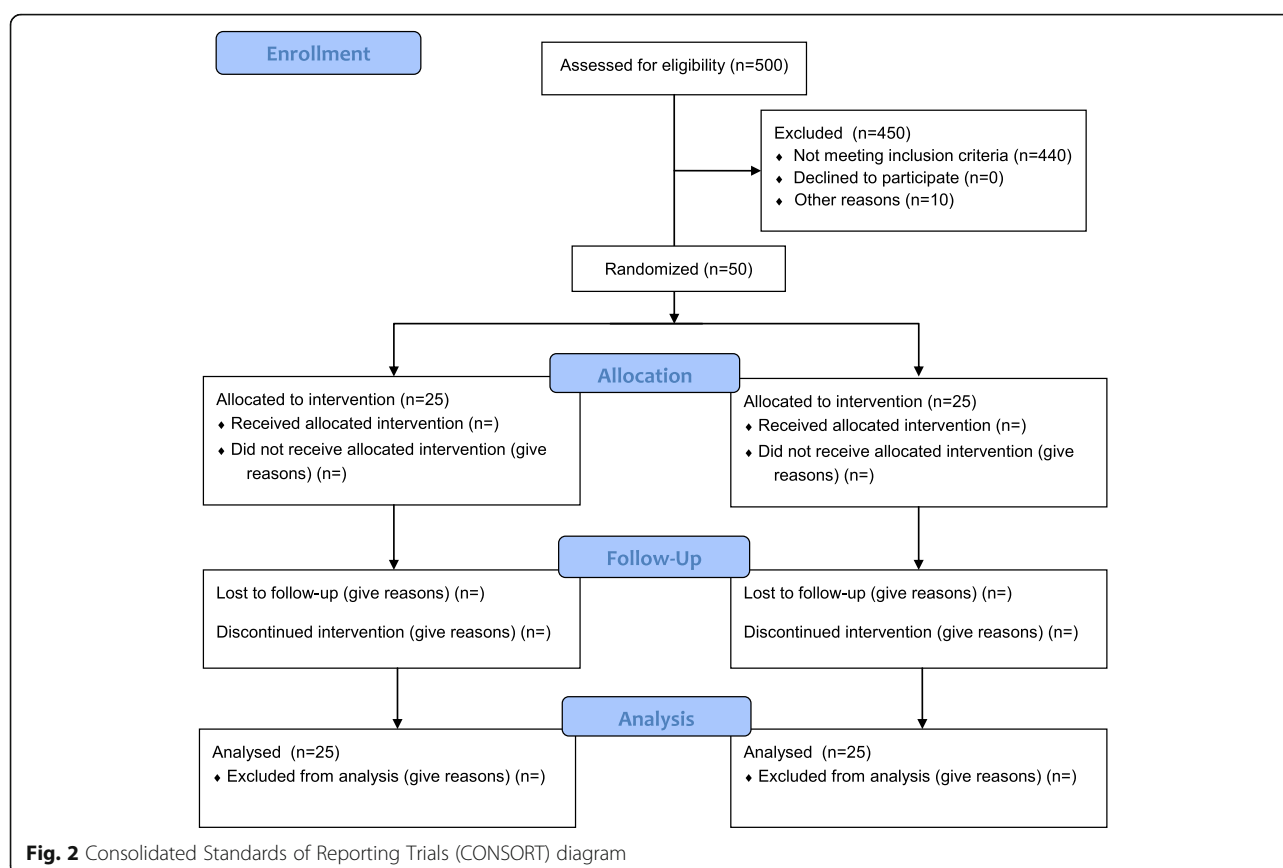 Enrollment
Assessed for eligibility (n=500)
Excluded (n=450)
♦ Not meeting inclusion criteria (n=440)
♦ Declined to participate (n=0)
♦ Other reasons (n=10)
Randomized (n=50)
Allocation
Allocated to intervention (n=25)
♦ Received allocated intervention (n=)
♦ Did not receive allocated intervention (give
reasons) (n=)
Allocated to intervention (n=25)
♦ Received allocated intervention (n=)
♦ Did not receive allocated intervention (give
reasons) (n=)
Follow-Up
Lost to follow-up (give reasons) (n=)
Discontinued intervention (give reasons) (n=)
Lost to follow-up (give reasons) (n=)
Discontinued intervention (give reasons) (n=)
Analysis
Analysed (n=25)
♦ Excluded from analysis (give reasons) (n=)
Analysed (n=25)
♦ Excluded from analysis (give reasons) (n=)
Fig. 2 Consolidated Standards of Reporting Trials (CONSORT) diagram